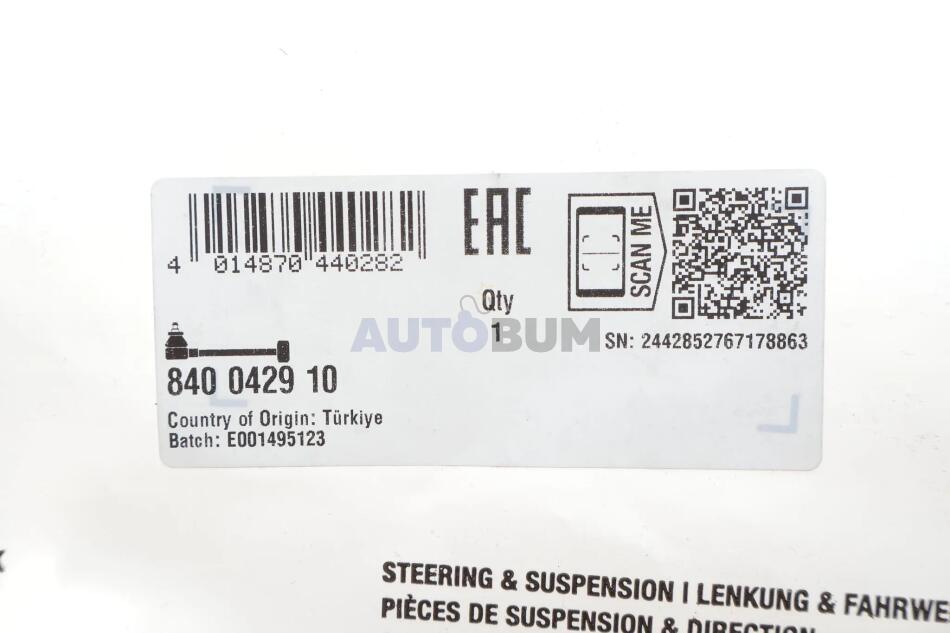 4 014870 440282
EAC
SCAN ME
Qty
1
AUTOBUM
SN: 2442852767178863
840 0429 10
Country of Origin: Türkiye
Batch: E001495123
STEERING & SUSPENSION | LENKUNG & FAHRWE
PIÈCES DE SUSPENSION & DIRECTION